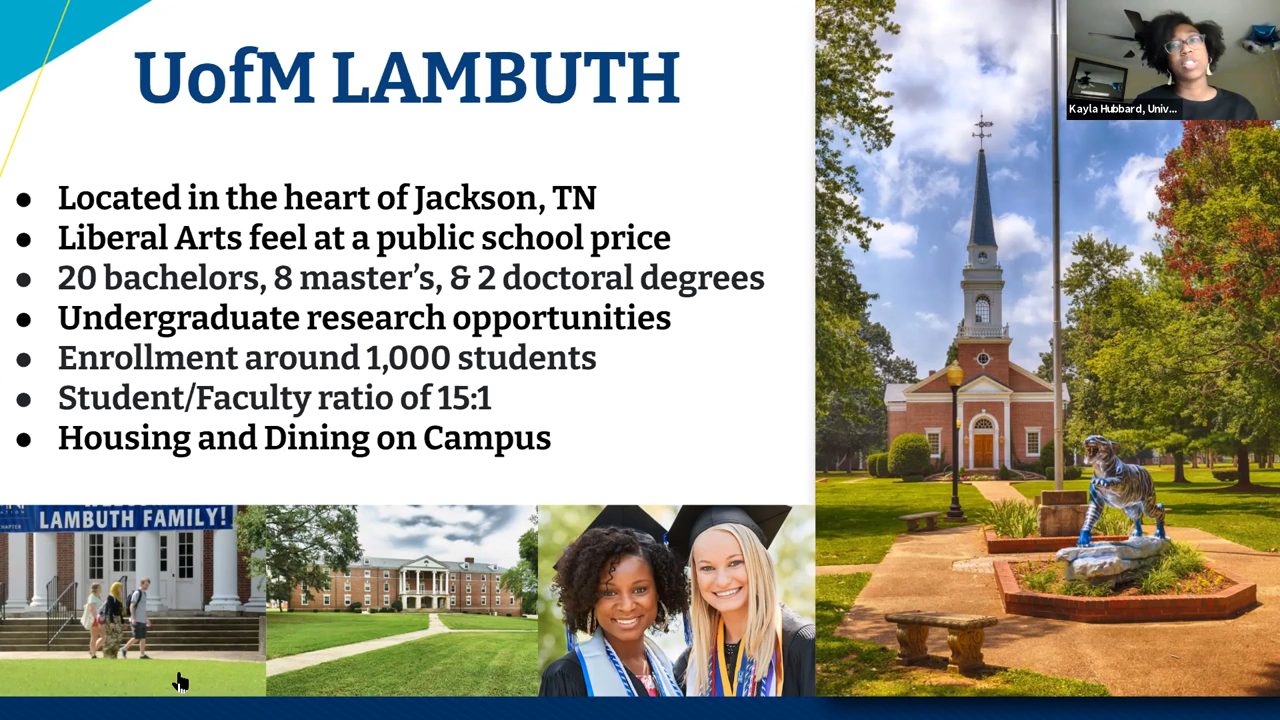 UofM LAMBUTH
Kayla Hubbard, Univ...
● Located in the heart of Jackson, TN
● Liberal Arts feel at a public school price
● 20 bachelors, 8 master’s, & 2 doctoral degrees
● Undergraduate research opportunities
● Enrollment around 1,000 students
● Student/Faculty ratio of 15:1
● Housing and Dining on Campus
LAMBUTH FAMILY!